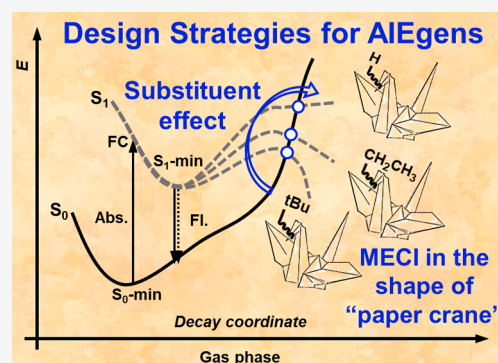 Design Strategies for AIEgens
E
S1
FC
S1-min
Substituent
effect
H
CH2CH3
tBu
S0
Abs.
Fl.
S0-min
MECI in the
shape of
"paper crane"
Decay coordinate
Gas phase